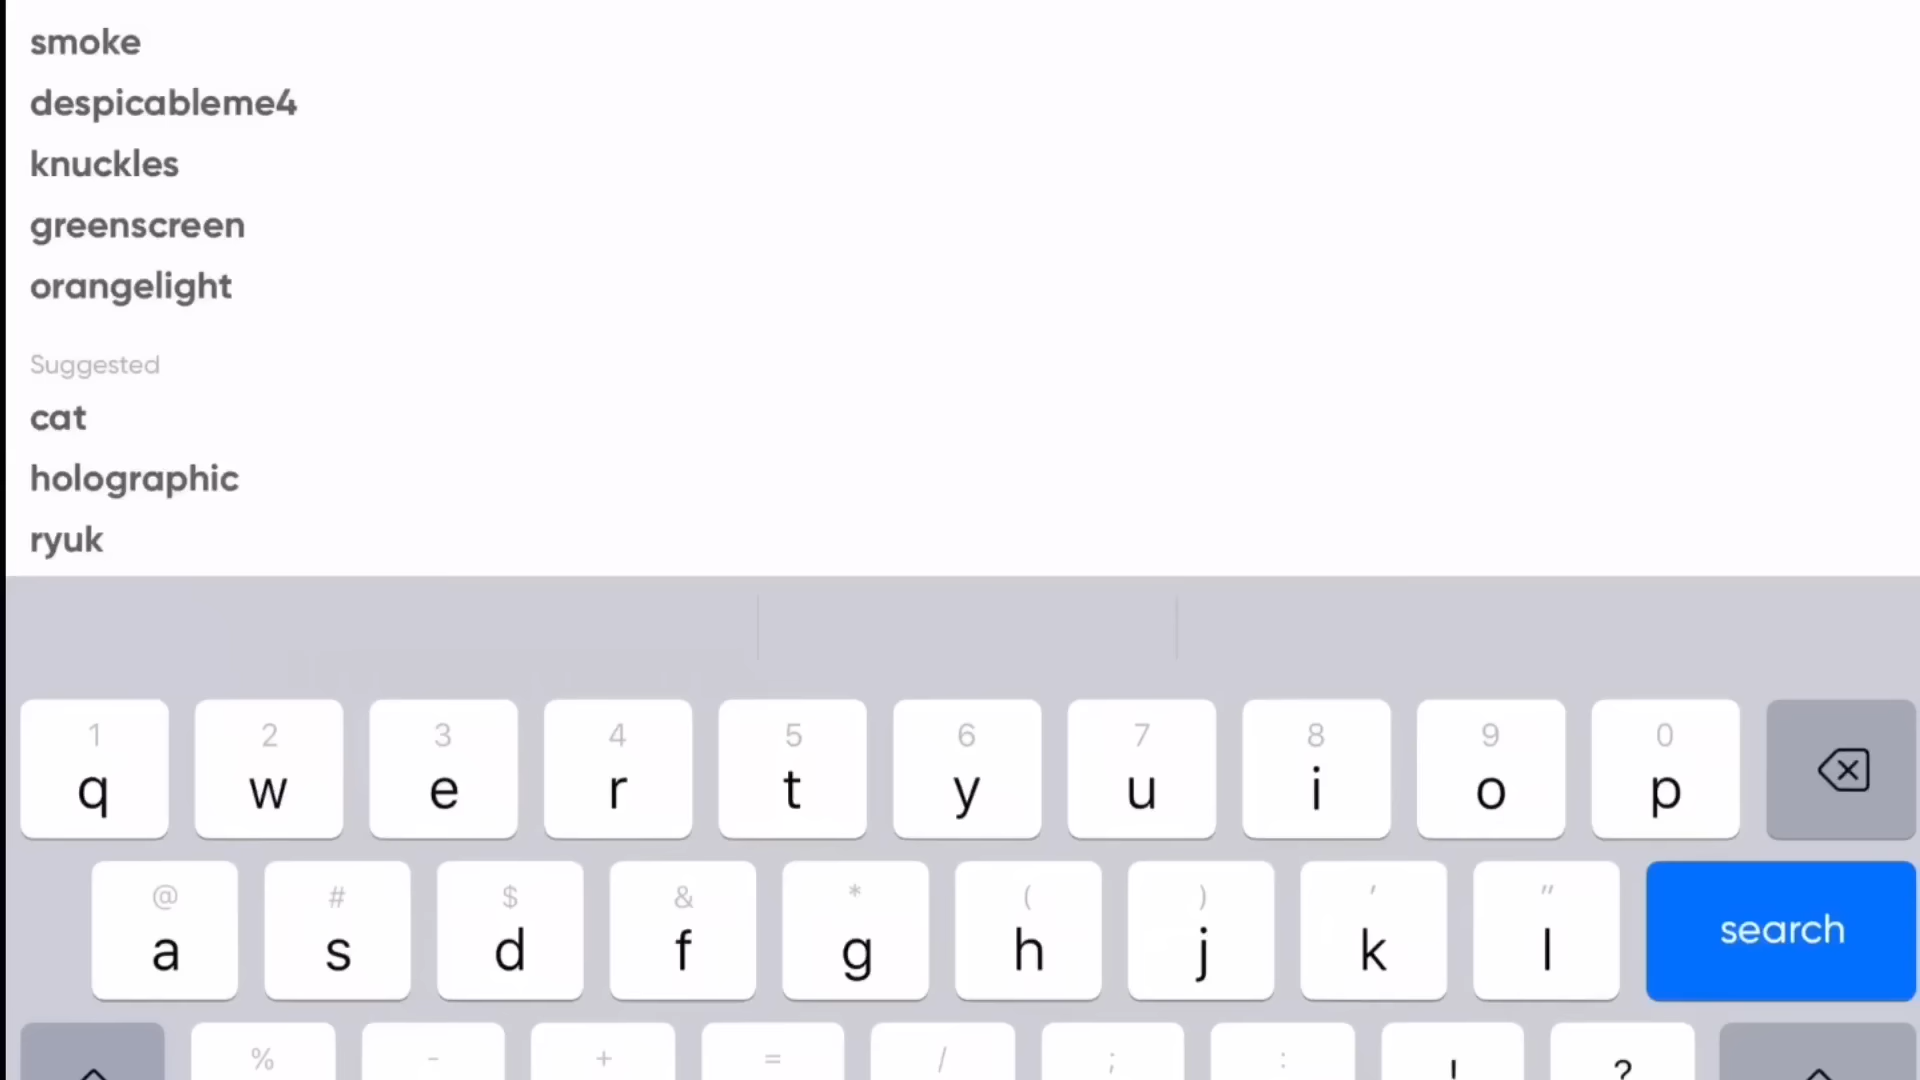 smoke
despicableme4
knuckles
greenscreen
orangelight
Suggested
cat
holographic
ryuk
1 2 3 4 5 6 7 8 9 0
q w e r t y u i o p
@ # $ & * ( ) ' "
a s d f g h j k l search
% - + = / ; : ! ?